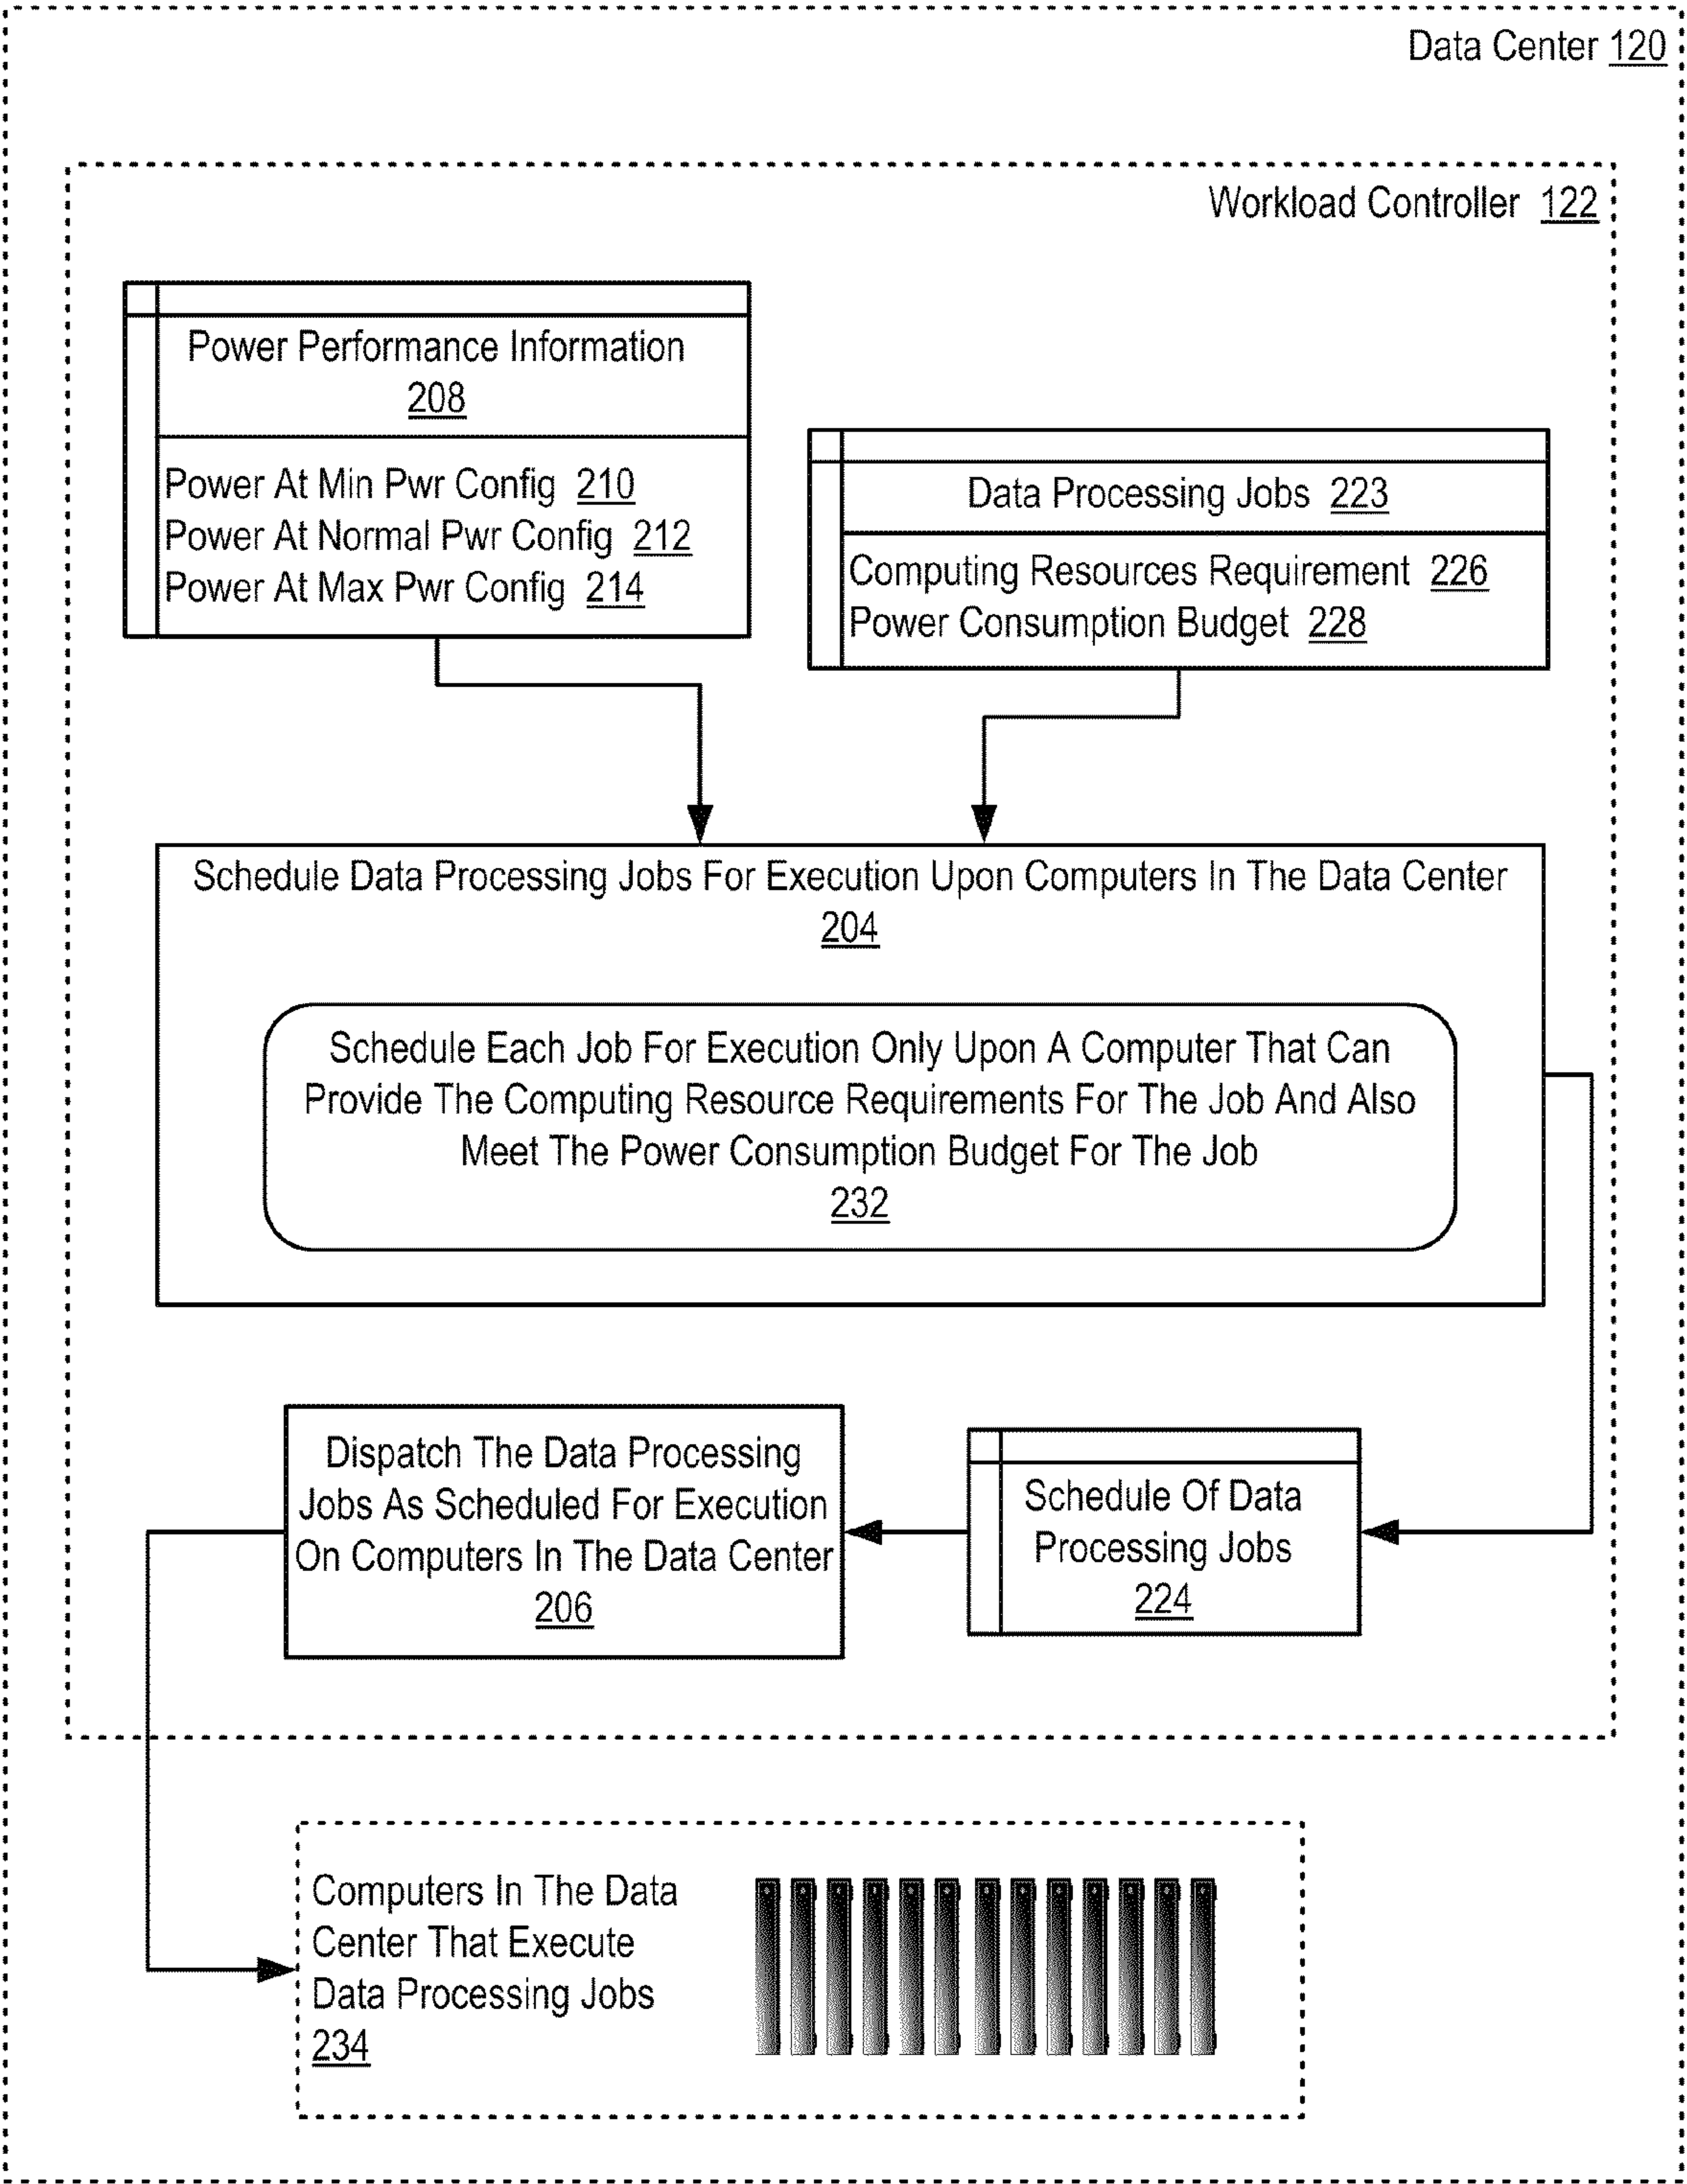 Data Center 120
Workload Controller 122
Power Performance Information
208
Power At Min Pwr Config 210
Power At Normal Pwr Config 212
Power At Max Pwr Config 214
Data Processing Jobs 223
Computing Resources Requirement 226
Power Consumption Budget 228
Schedule Data Processing Jobs For Execution Upon Computers In The Data Center
204
Schedule Each Job For Execution Only Upon A Computer That Can
Provide The Computing Resource Requirements For The Job And Also
Meet The Power Consumption Budget For The Job
232
Dispatch The Data Processing
Jobs As Scheduled For Execution
On Computers In The Data Center
206
Schedule Of Data
Processing Jobs
224
Computers In The Data
Center That Execute
Data Processing Jobs
234